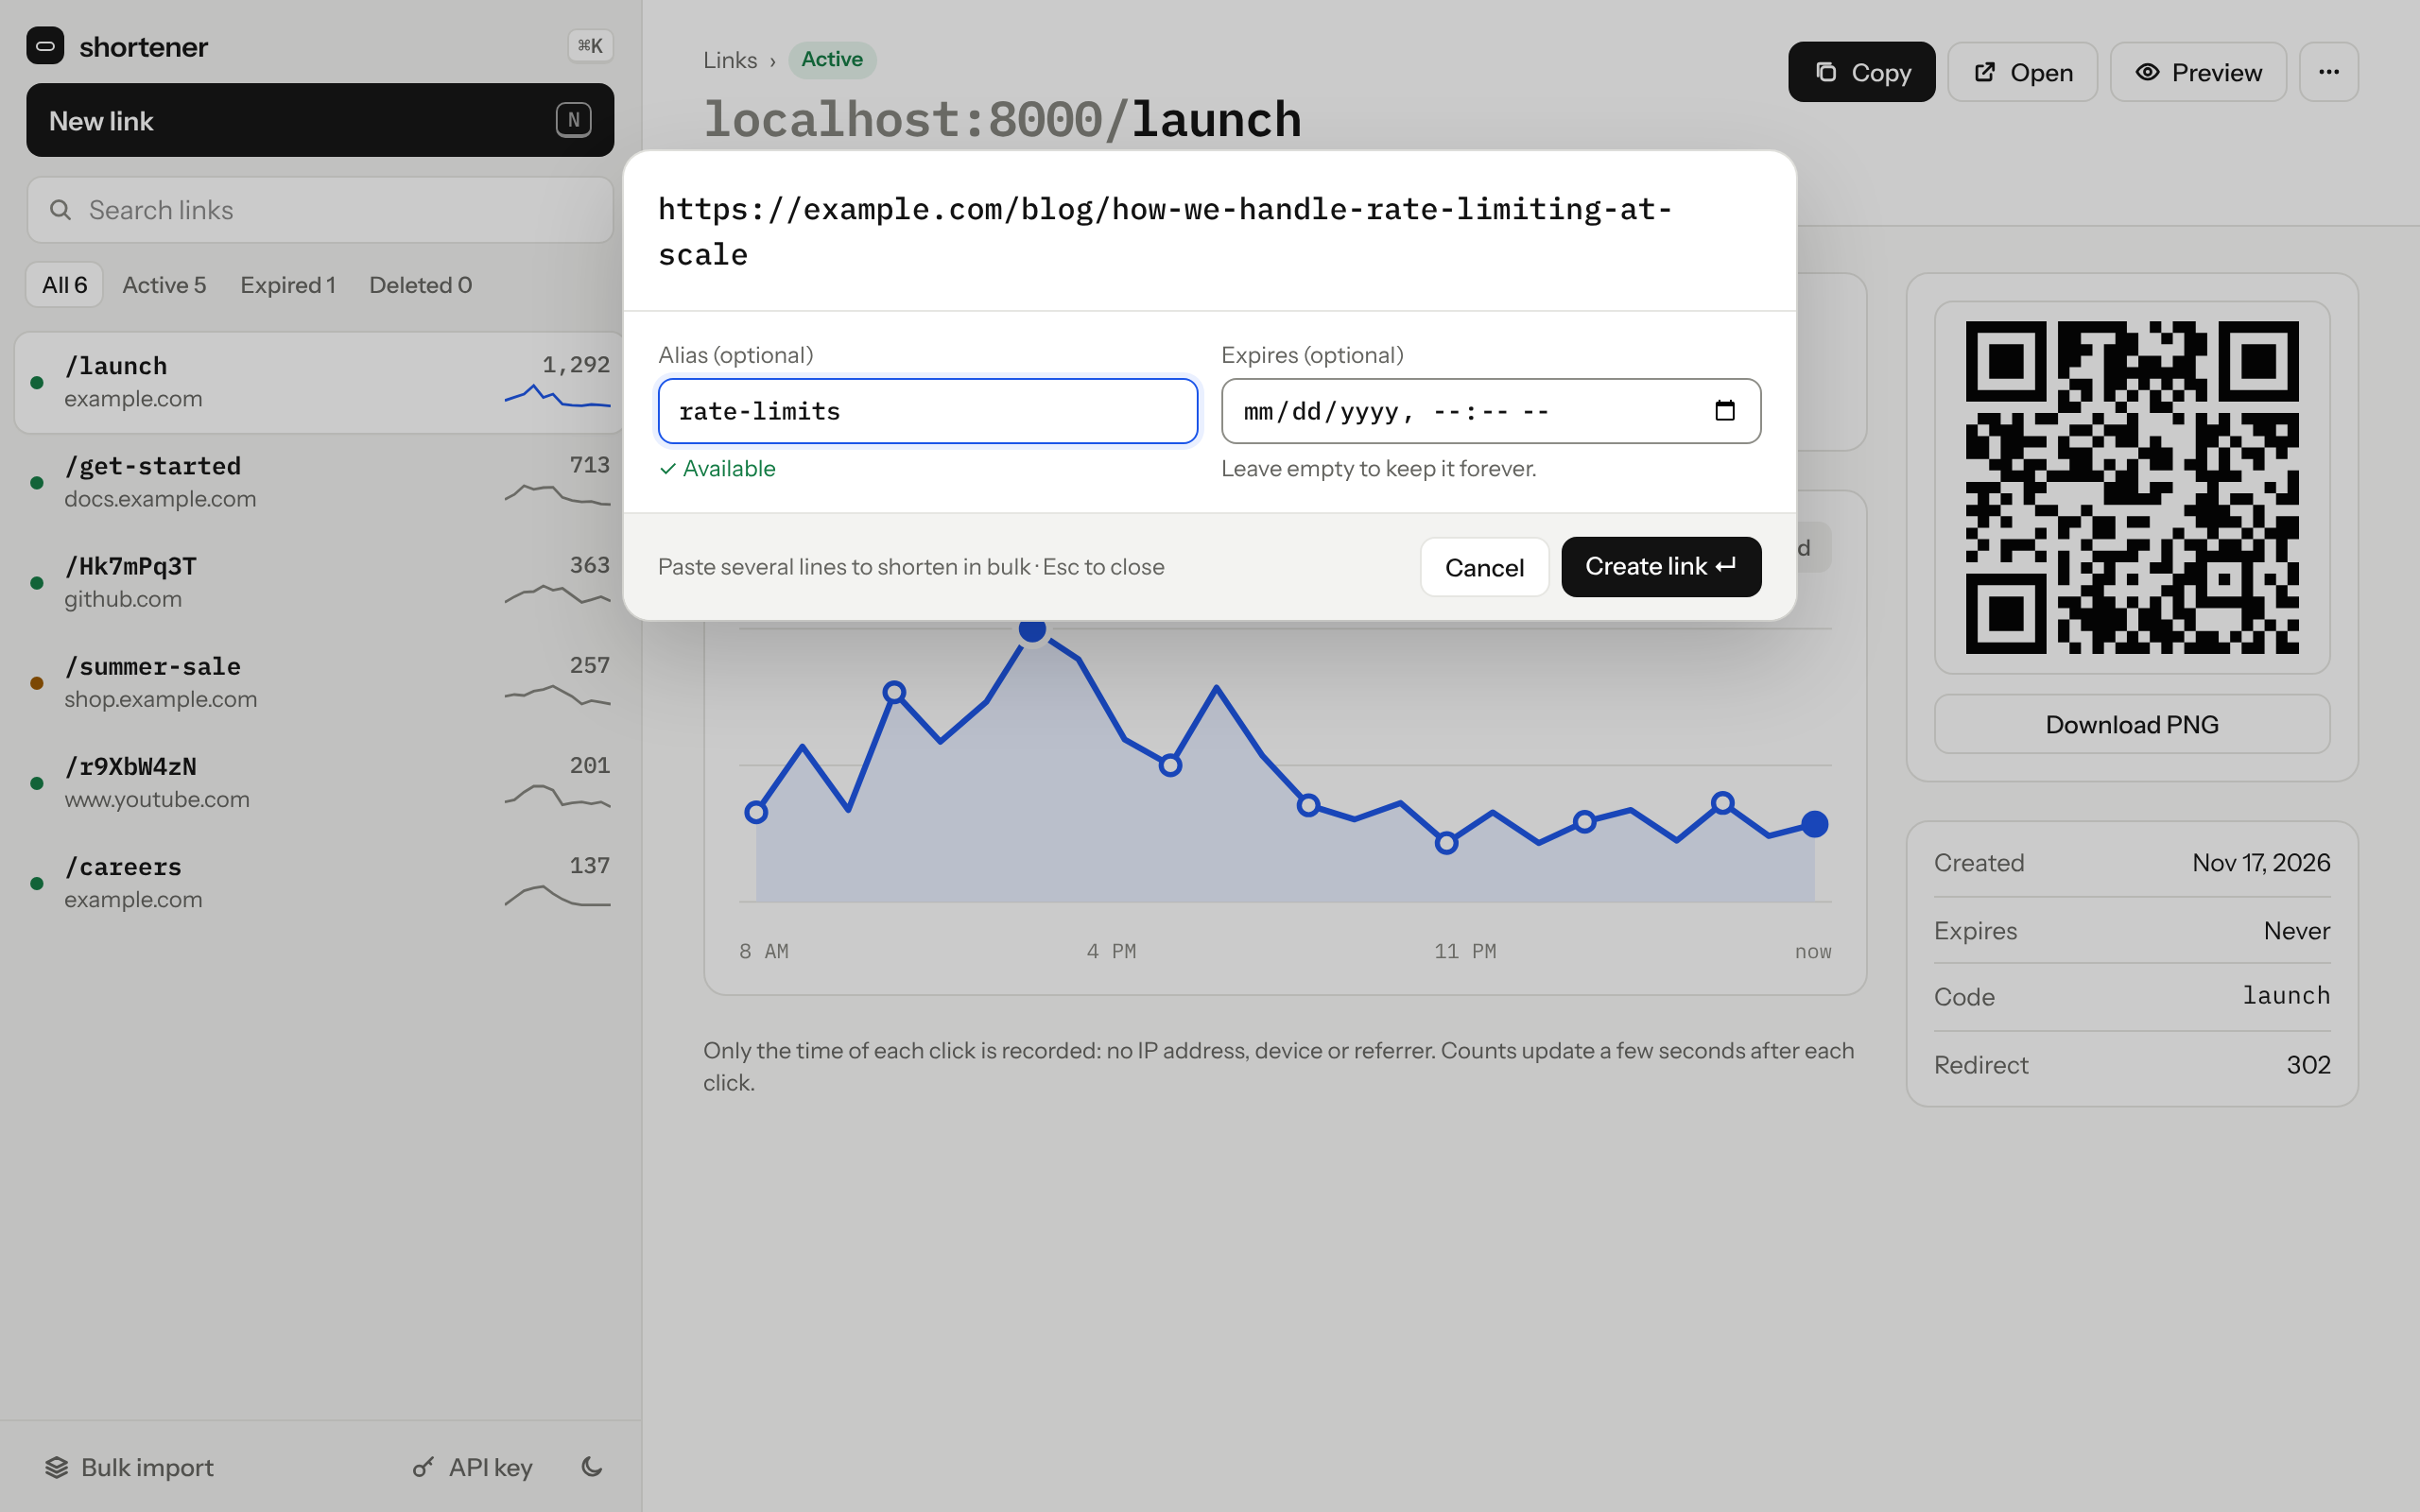 shortener
⌘K
New link
N
Search links
All 6
Active 5
Expired 1
Deleted 0
/launch
1,292
example.com
/get-started
713
docs.example.com
/Hk7mPq3T
363
github.com
/summer-sale
257
shop.example.com
/r9XbW4zN
201
www.youtube.com
/careers
137
example.com
Bulk import
API key
Links › Active
localhost:8000/launch
Copy
Open
Preview
https://example.com/blog/how-we-handle-rate-limiting-at-
scale
Alias (optional)
rate-limits
✓ Available
Expires (optional)
mm/dd/yyyy, --:-- --
Leave empty to keep it forever.
Paste several lines to shorten in bulk · Esc to close
Cancel
Create link ↵
8 AM
4 PM
11 PM
now
Only the time of each click is recorded: no IP address, device or referrer. Counts update a few seconds after each
click.
Download PNG
Created
Nov 17, 2026
Expires
Never
Code
launch
Redirect
302